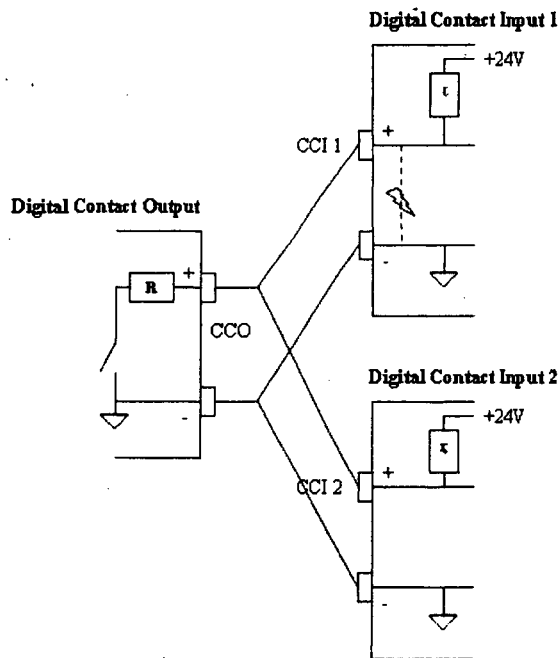 Digital Contact Input 1
+24V
+
CCI 1
-
Digital Contact Output
R
+
CCO
-
Digital Contact Input 2
+24V
+
CCI 2
-